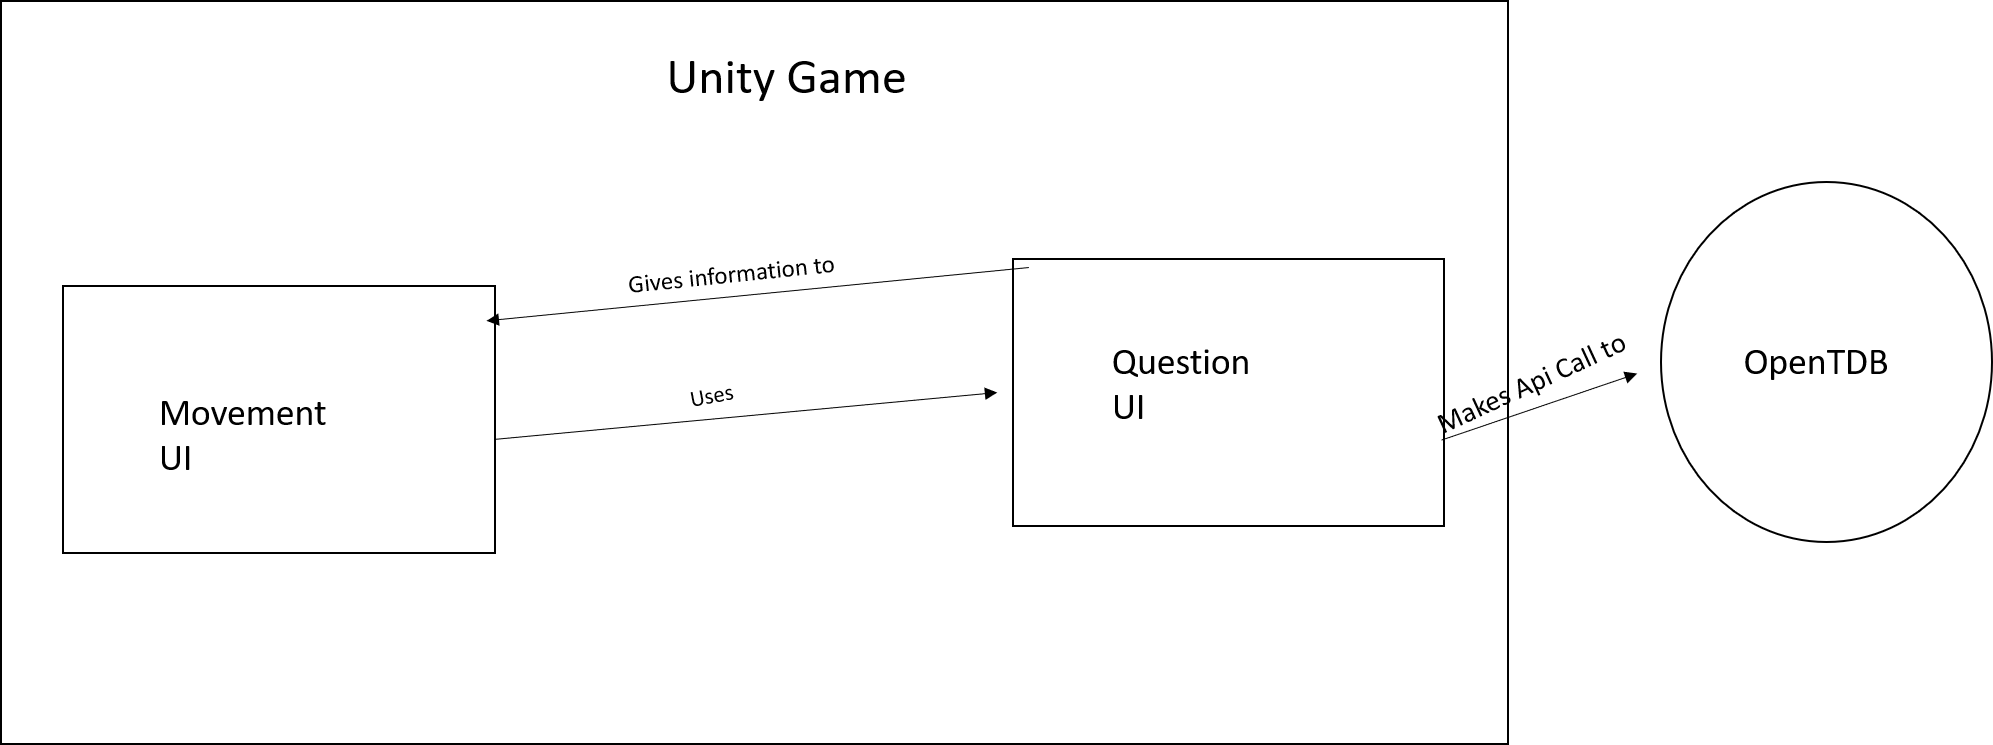 Unity Game
Gives information to
Uses
Movement
UI
Question
UI
Makes Api Call to
OpenTDB